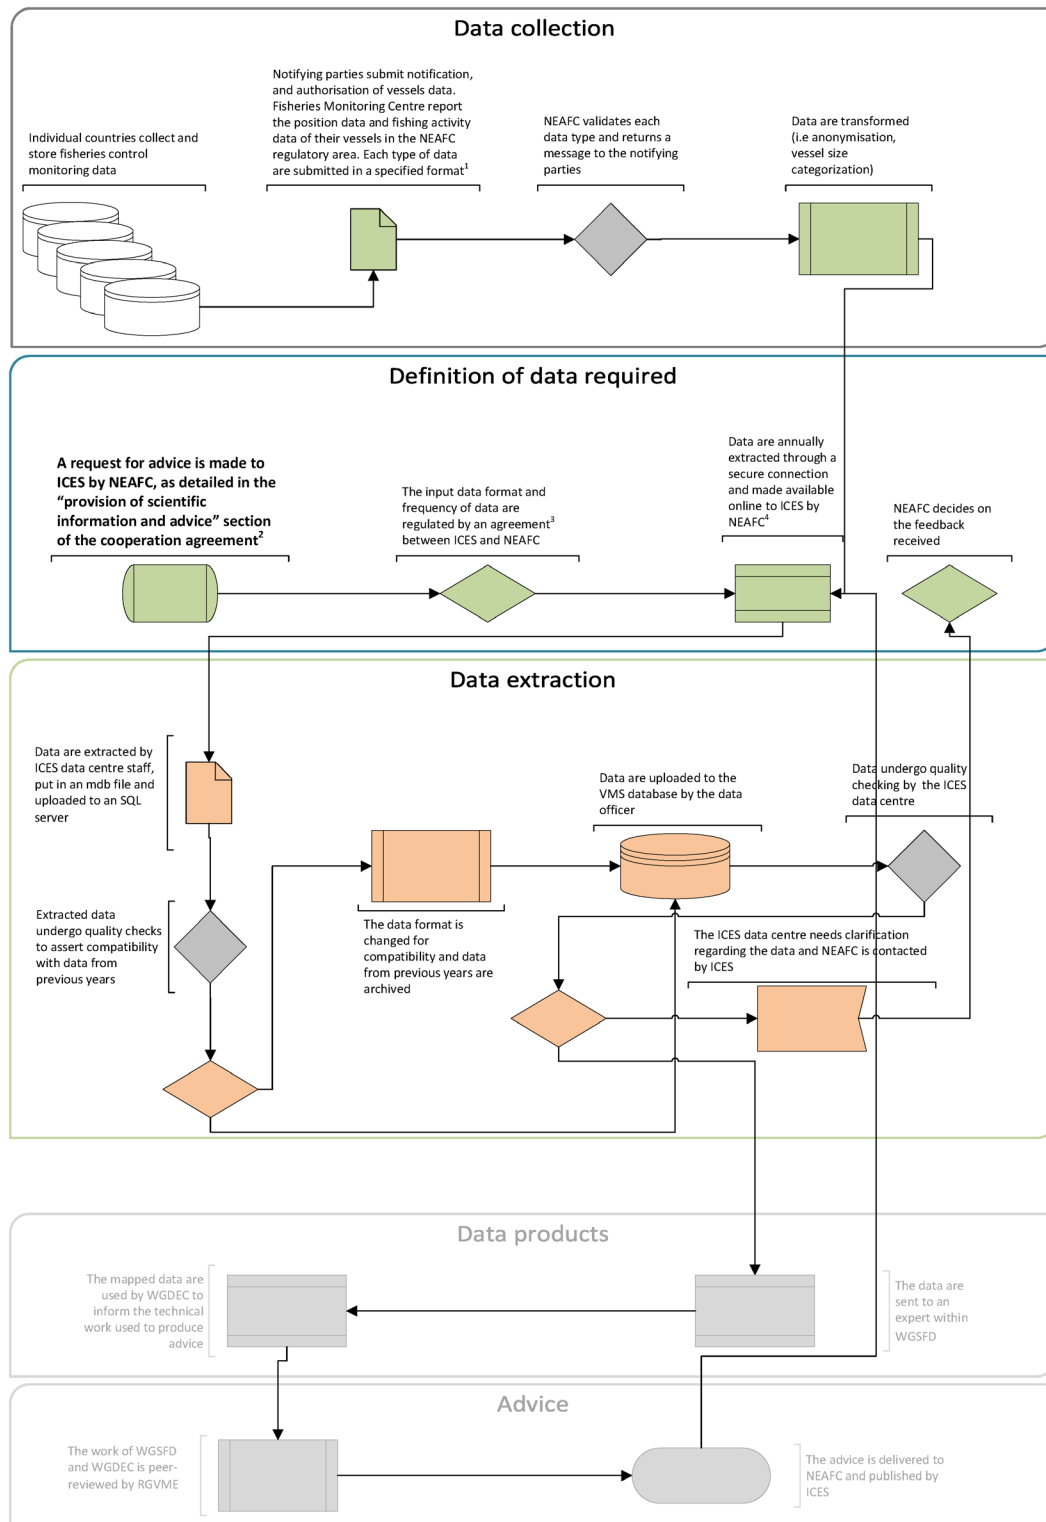 Data collection
Individual countries collect and
store fisheries control
monitoring data
Notifying parties submit notification,
and authorisation of vessels data.
Fisheries Monitoring Centre report
the position data and fishing activity
data of their vessels in the NEAFC
regulatory area. Each type of data
are submitted in a specified format1
NEAFC validates each
data type and returns a
message to the notifying
parties
Data are transformed
(i.e anonymisation,
vessel size
categorization)
Definition of data required
A request for advice is made to
ICES by NEAFC, as detailed in the
“provision of scientific
information and advice” section
of the cooperation agreement2
The input data format and
frequency of data are
regulated by an agreement3
between ICES and NEAFC
Data are annually
extracted through a
secure connection
and made available
online to ICES by
NEAFC4
NEAFC decides on
the feedback
received
Data extraction
Data are extracted by
ICES data centre staff,
put in an mdb file and
uploaded to an SQL
server
Extracted data
undergo quality checks
to assert compatibility
with data from
previous years
The data format is
changed for
compatibility and data
from previous years are
archived
Data are uploaded to the
VMS database by the data
officer
Data undergo quality
checking by the ICES
data centre
The ICES data centre needs clarification
regarding the data and NEAFC is contacted
by ICES
Data products
The mapped data are
used by WGDEC to
inform the technical
work used to produce
advice
The data are
sent to an
expert within
WGSFD
Advice
The work of WGSFD
and WGDEC is peer-
reviewed by RGVME
The advice is delivered to
NEAFC and published by
ICES